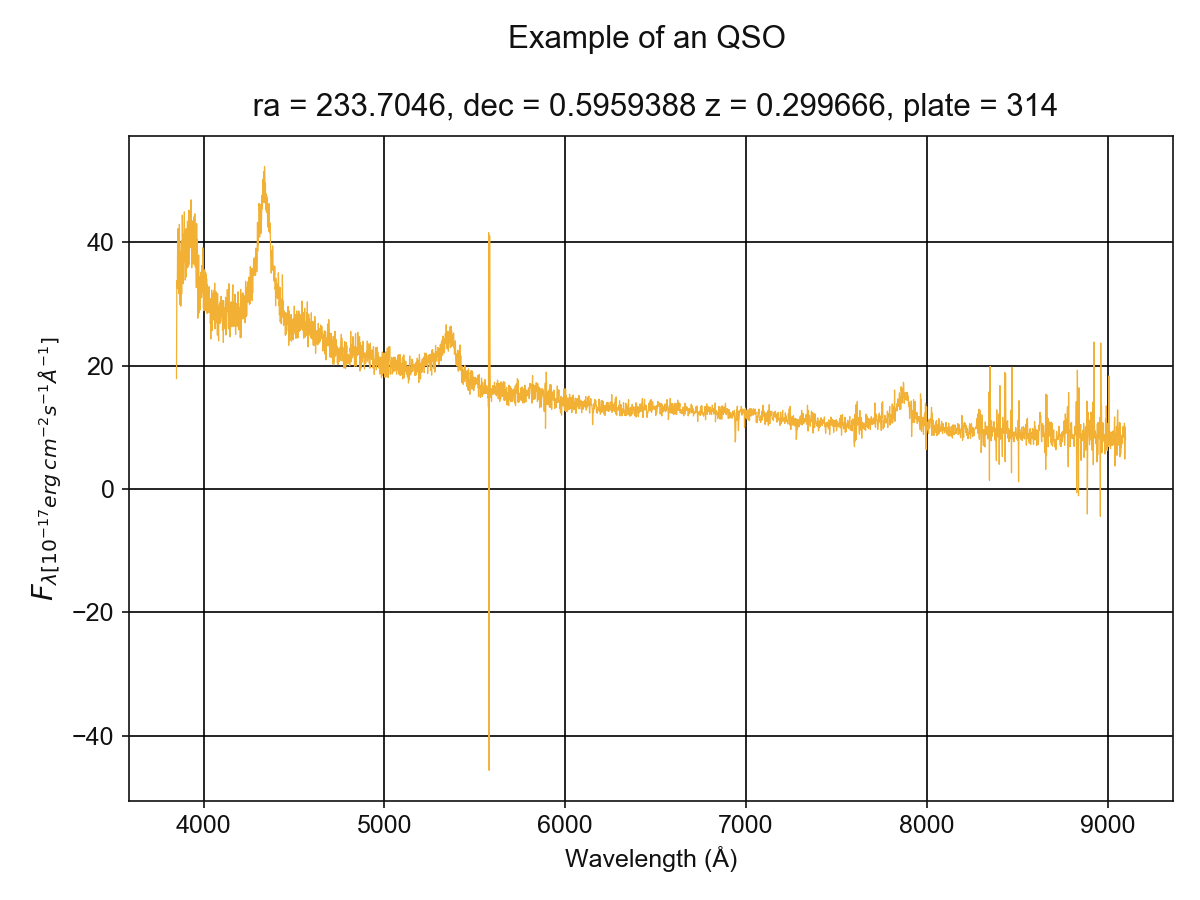 Example of an QSO
ra = 233.7046, dec = 0.5959388 z = 0.299666, plate = 314
40
20
0
−20
−40
F_{λ[10^{−17} erg cm^{−2} s^{−1} Å^{−1}]}
4000 5000 6000 7000 8000 9000
Wavelength (Å)